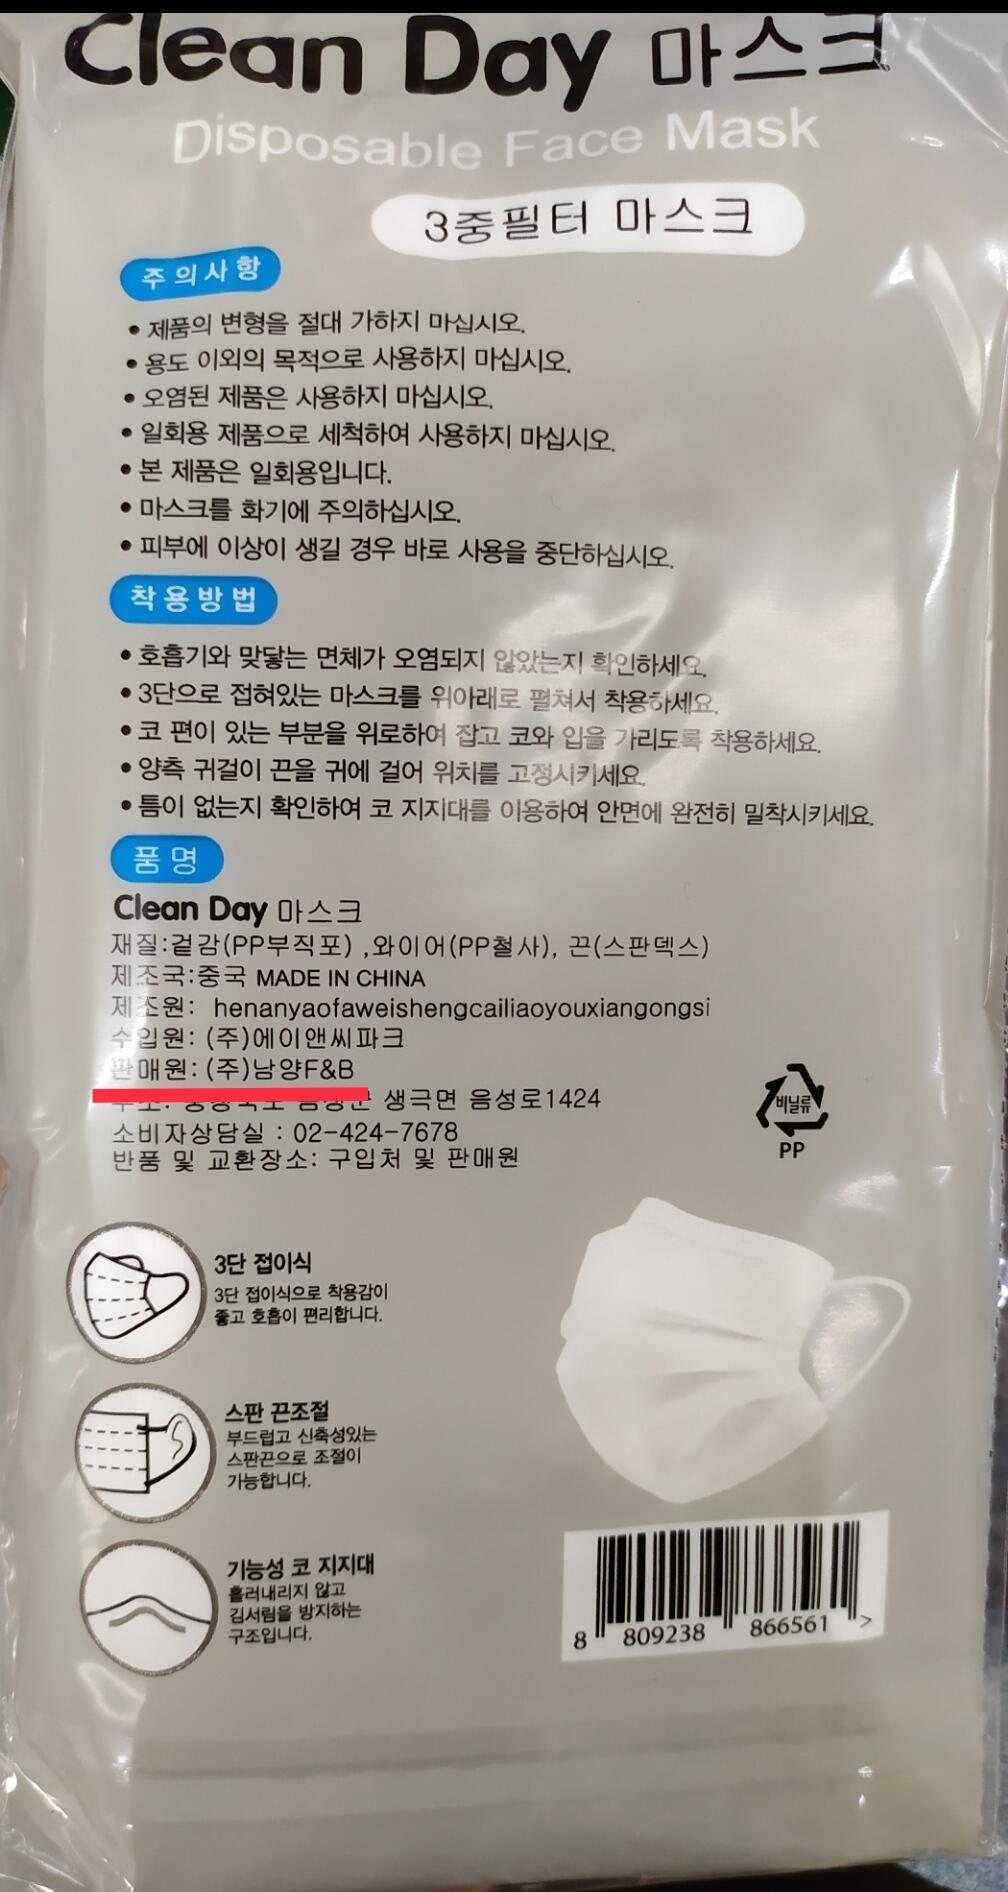 Clean Day 마스크
Disposable Face Mask
3중필터 마스크
주의사항
• 제품의 변형을 절대 가하지 마십시오.
• 용도 이외의 목적으로 사용하지 마십시오.
• 오염된 제품은 사용하지 마십시오.
• 일회용 제품으로 세척하여 사용하지 마십시오.
• 본 제품은 일회용입니다.
• 마스크를 화기에 주의하십시오.
• 피부에 이상이 생길 경우 바로 사용을 중단하십시오.
착용방법
• 호흡기와 맞닿는 면체가 오염되지 않았는지 확인하세요.
• 3단으로 접혀있는 마스크를 위아래로 펼쳐서 착용하세요.
• 코 편이 있는 부분을 위로하여 잡고 코와 입을 가리도록 착용하세요.
• 양측 귀걸이 끈을 귀에 걸어 위치를 고정시키세요.
• 틈이 없는지 확인하여 코 지지대를 이용하여 안면에 완전히 밀착시키세요.
품명
Clean Day 마스크
재질:겉감(PP부직포) ,와이어(PP철사), 끈(스판덱스)
제조국:중국 MADE IN CHINA
제조원: henanyaofaweishengcailiaoyouxiangongsi
수입원: (주)에이앤씨파크
판매원: (주)남양F&B
생극면 음성로1424
소비자상담실 : 02-424-7678
반품 및 교환장소: 구입처 및 판매원
비닐류
PP
3단 접이식
3단 접이식으로 착용감이
좋고 호흡이 편리합니다.
스판 끈조절
부드럽고 신축성있는
스판끈으로 조절이
가능합니다.
기능성 코 지지대
흘러내리지 않고
김서림을 방지하는
구조입니다.
8 809238 866561 >